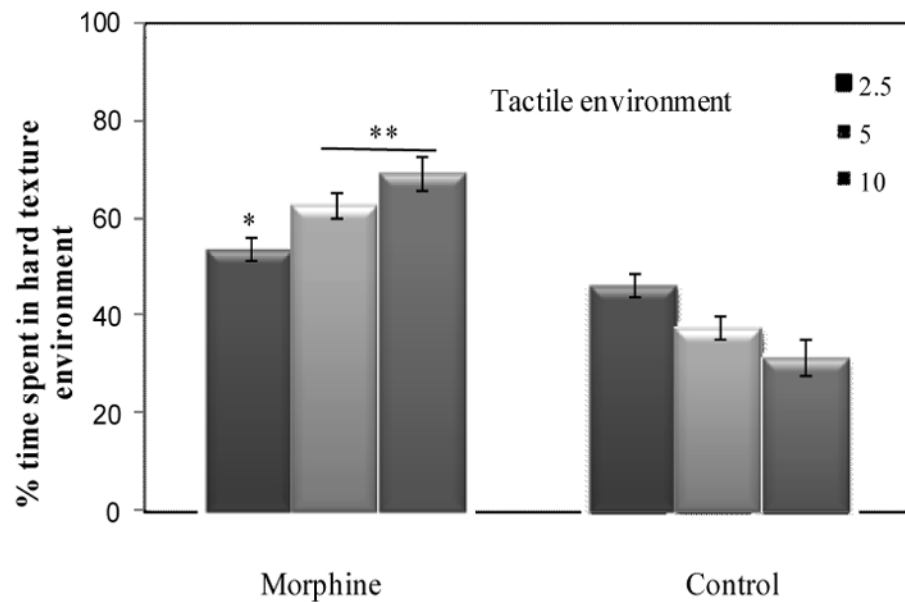 % time spent in hard texture
environment
100
80
60
40
20
0
Tactile environment
2.5
5
10
*
**
Morphine
Control